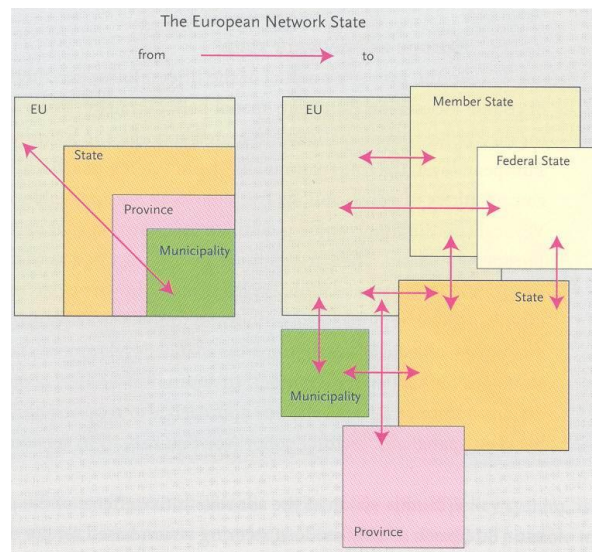 The European Network State
from
to
EU
State
Province
Municipality
EU
Member State
Federal State
State
Municipality
Province